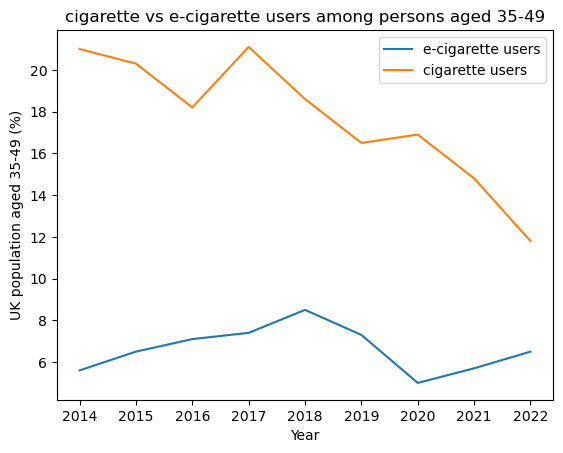 cigarette vs e-cigarette users among persons aged 35-49
e-cigarette users
cigarette users
UK population aged 35-49 (%)
20
18
16
14
12
10
8
6
2014 2015 2016 2017 2018 2019 2020 2021 2022
Year